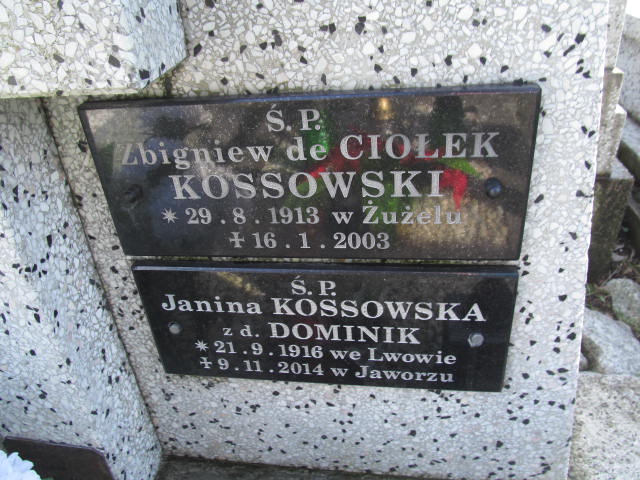 Ś. P.
Zbigniew de CIOŁEK
KOSSOWSKI
* 29 . 8 . 1913 w Żużelu
+ 16 . 1 . 2003
Ś. P.
Janina KOSSOWSKA
z d. DOMINIK
* 21 . 9 . 1916 we Lwowie
+ 9 . 11 . 2014 w Jaworzu